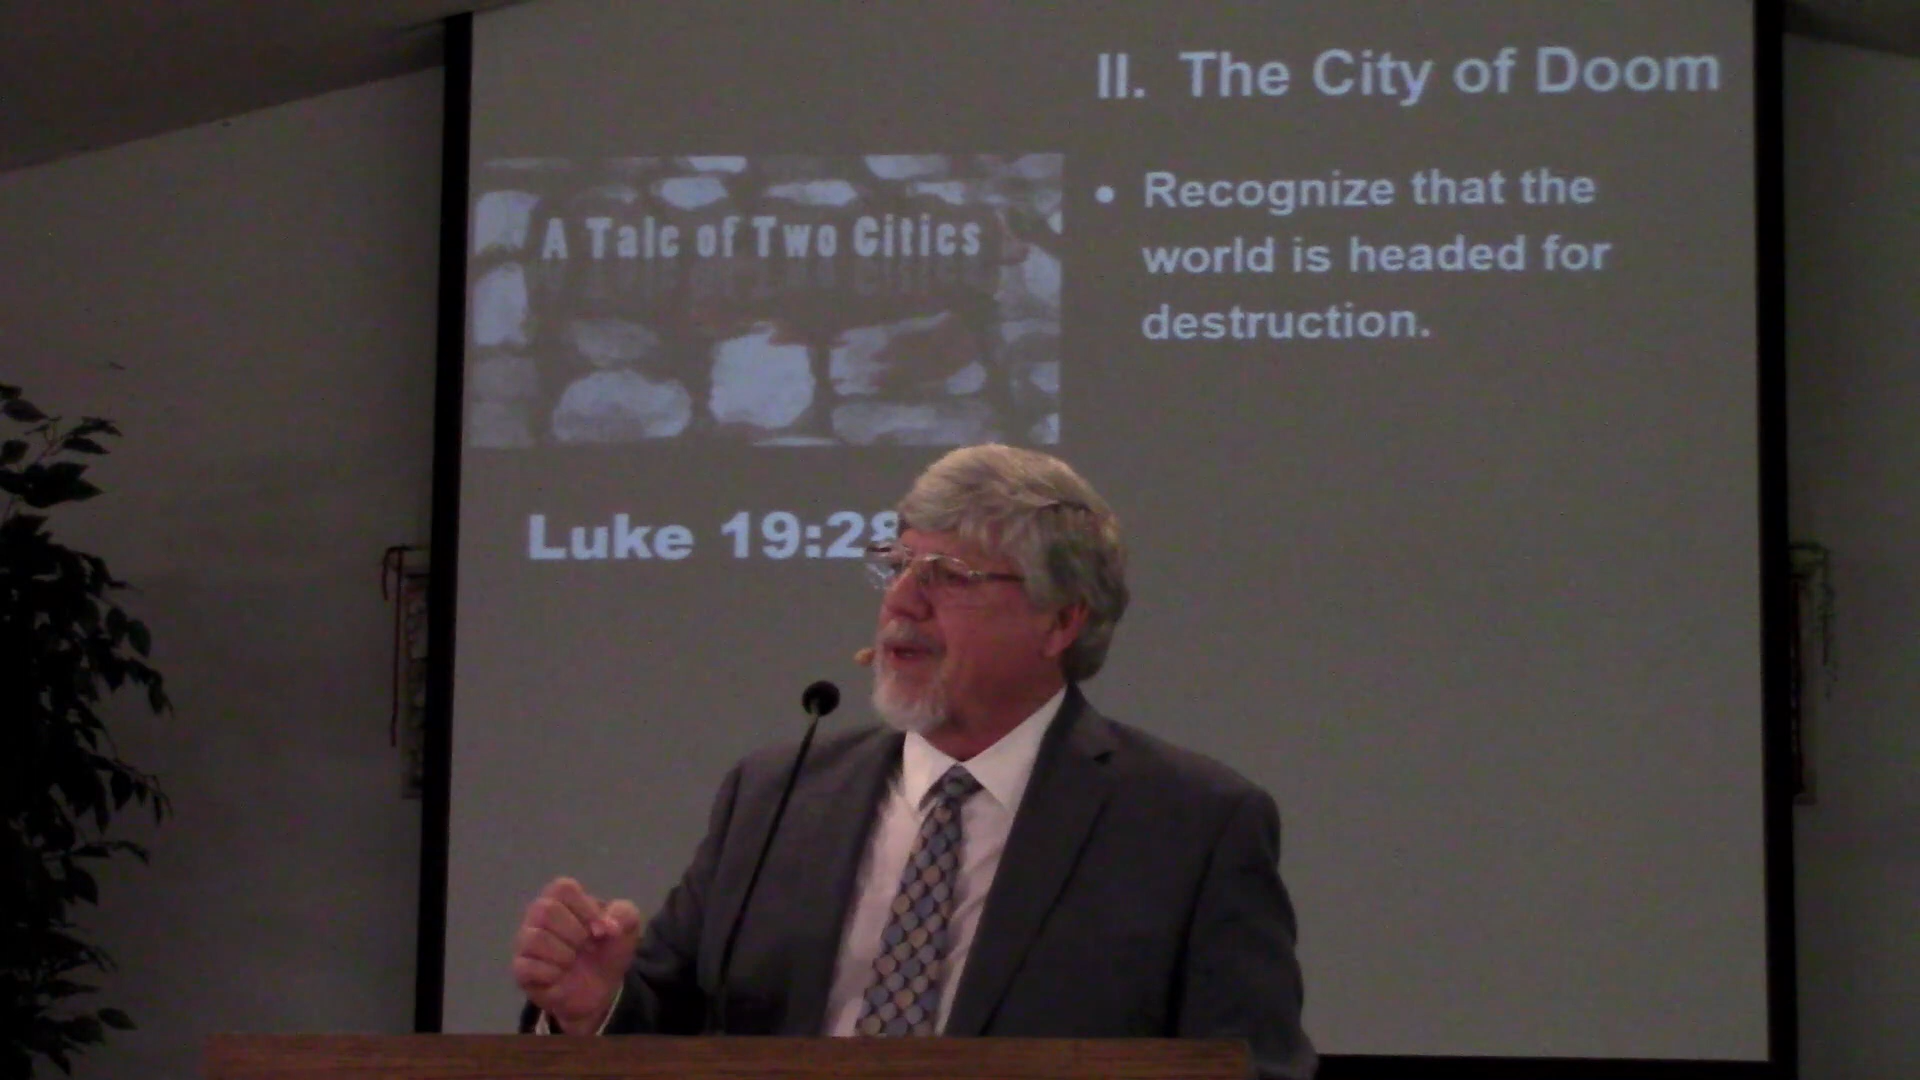 II. The City of Doom
A Tale of Two Cities
• Recognize that the
world is headed for
destruction.
Luke 19:28